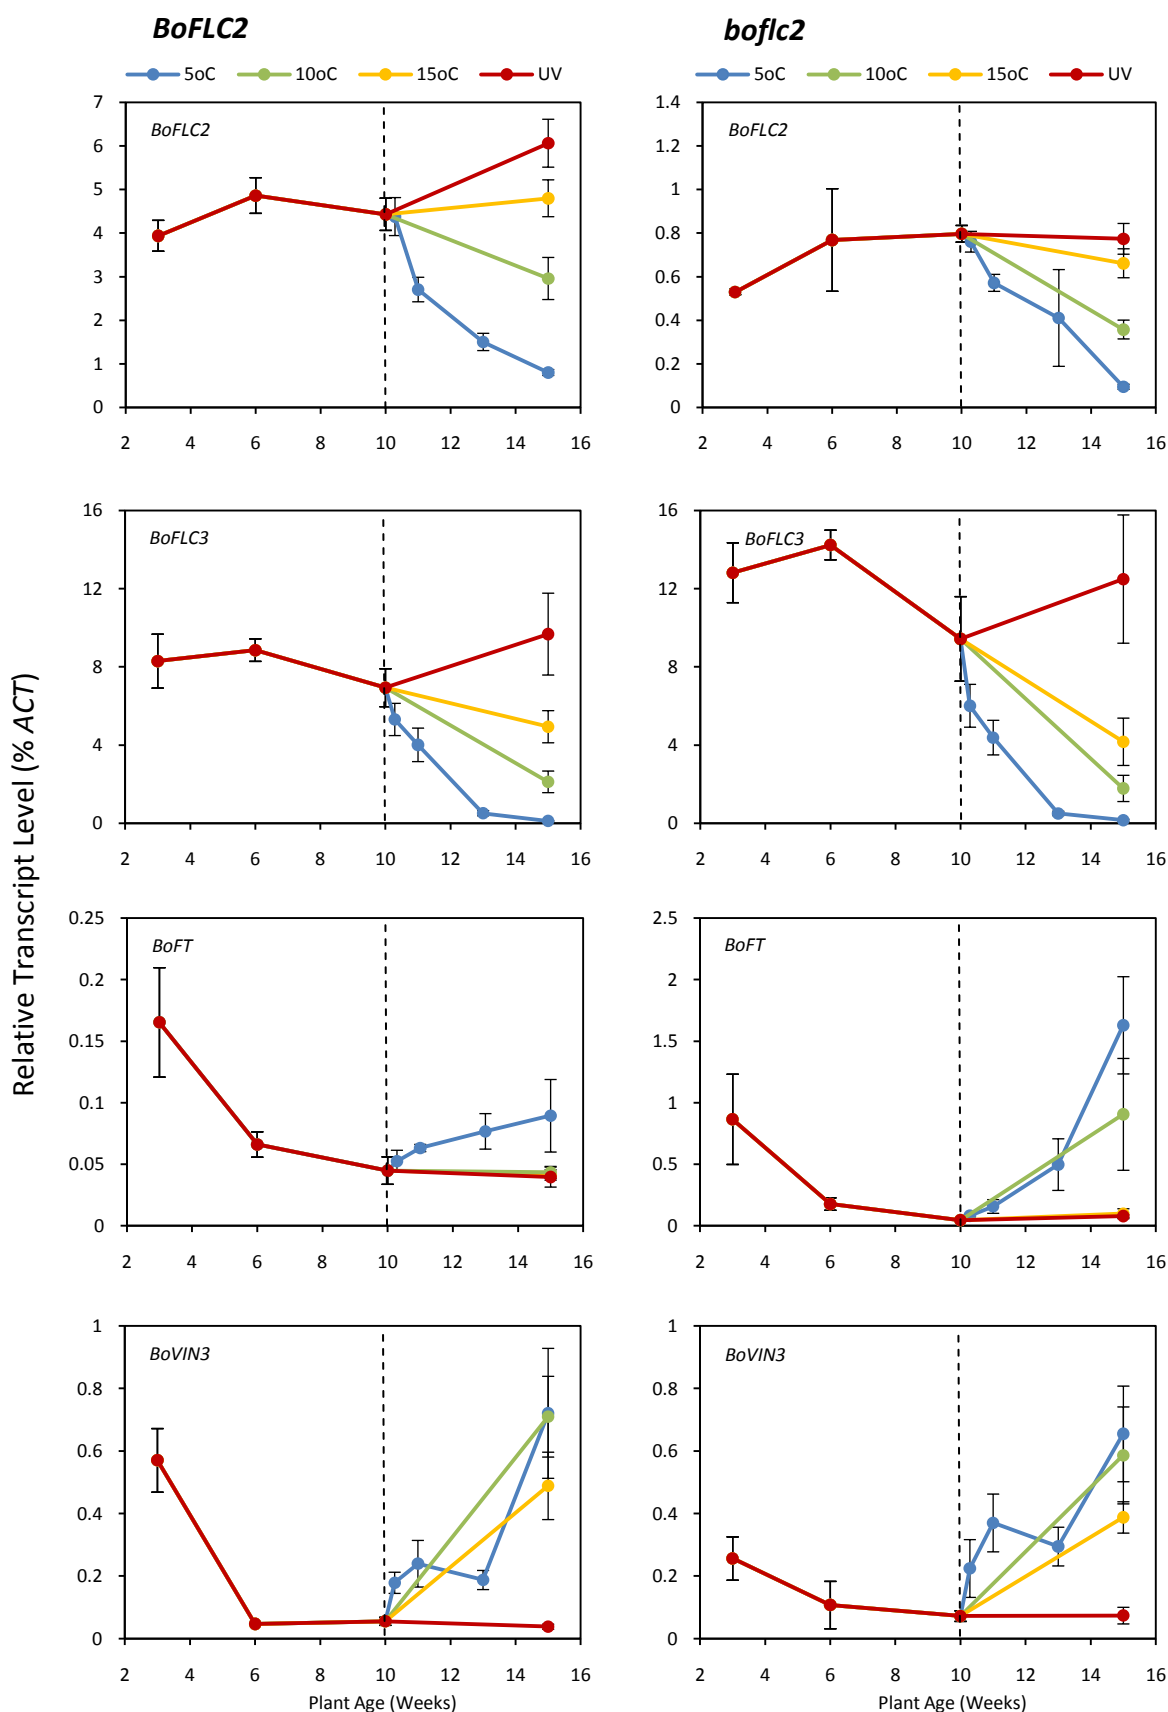 BoFLC2 boflc2
5oC 10oC 15oC UV 5oC 10oC 15oC UV
Relative Transcript Level (% ACT)
BoFLC2
7
6
5
4
3
2
1
0
2 4 6 8 10 12 14 16
BoFLC2
1.4
1.2
1
0.8
0.6
0.4
0.2
0
2 4 6 8 10 12 14 16
BoFLC3
16
12
8
4
0
2 4 6 8 10 12 14 16
BoFLC3
16
12
8
4
0
2 4 6 8 10 12 14 16
BoFT
0.25
0.2
0.15
0.1
0.05
0
2 4 6 8 10 12 14 16
BoFT
2.5
2
1.5
1
0.5
0
2 4 6 8 10 12 14 16
BoVIN3
1
0.8
0.6
0.4
0.2
0
2 4 6 8 10 12 14 16
Plant Age (Weeks)
BoVIN3
1
0.8
0.6
0.4
0.2
0
2 4 6 8 10 12 14 16
Plant Age (Weeks)